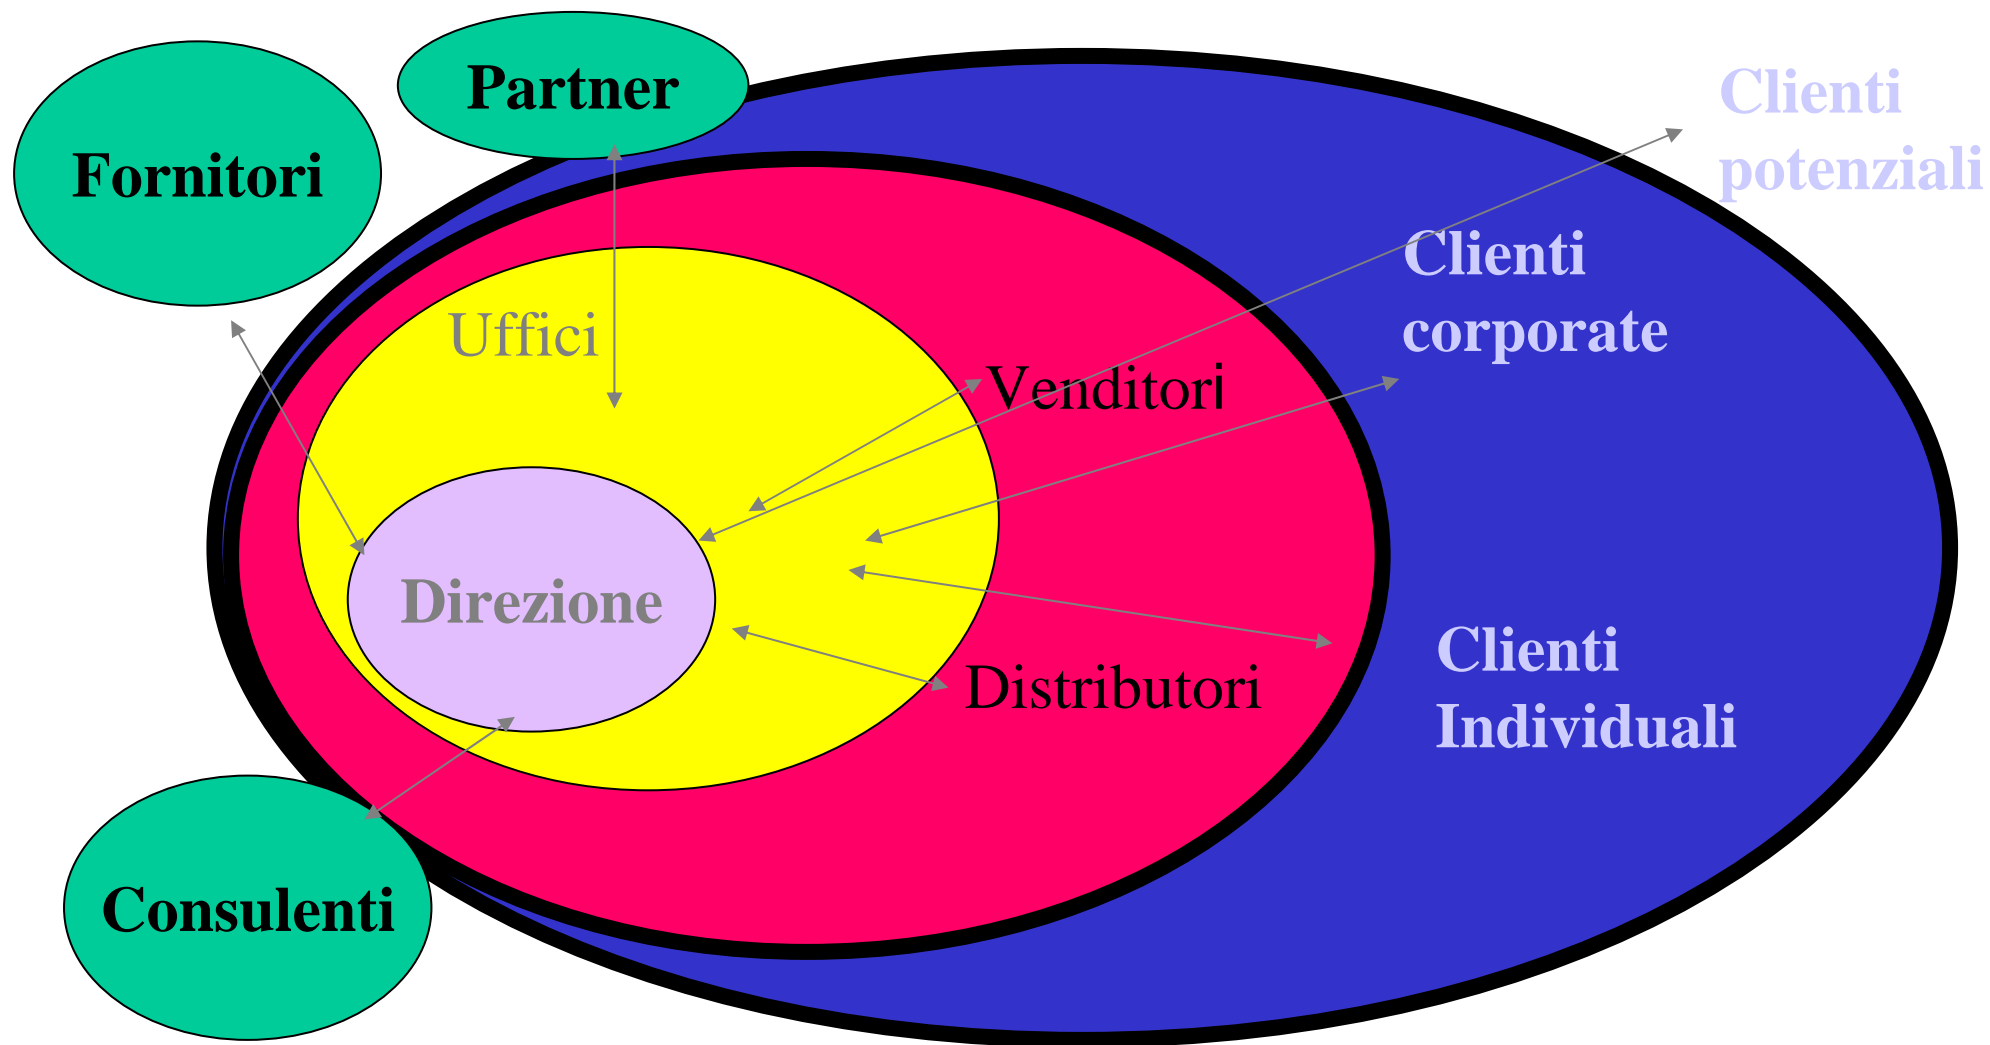 Partner
Fornitori
Clienti
potenziali
Clienti
corporate
Uffici
Venditori
Direzione
Distributori
Clienti
Individuali
Consulenti